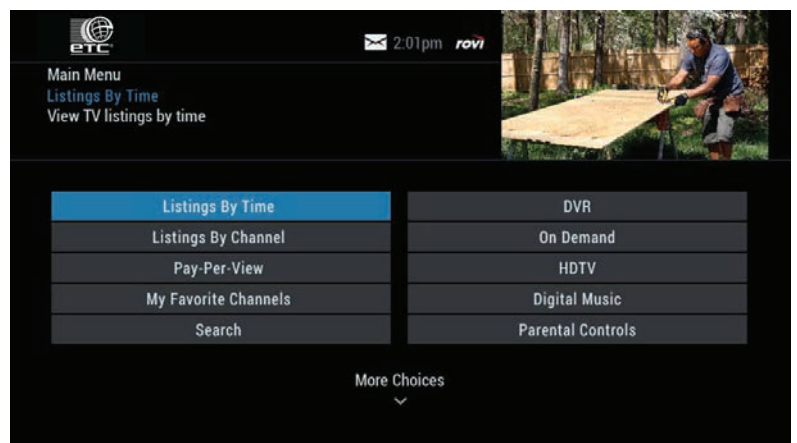 etc
2:01pm rovi
Main Menu
Listings By Time
View TV listings by time
Listings By Time
DVR
Listings By Channel
On Demand
Pay-Per-View
HDTV
My Favorite Channels
Digital Music
Search
Parental Controls
More Choices